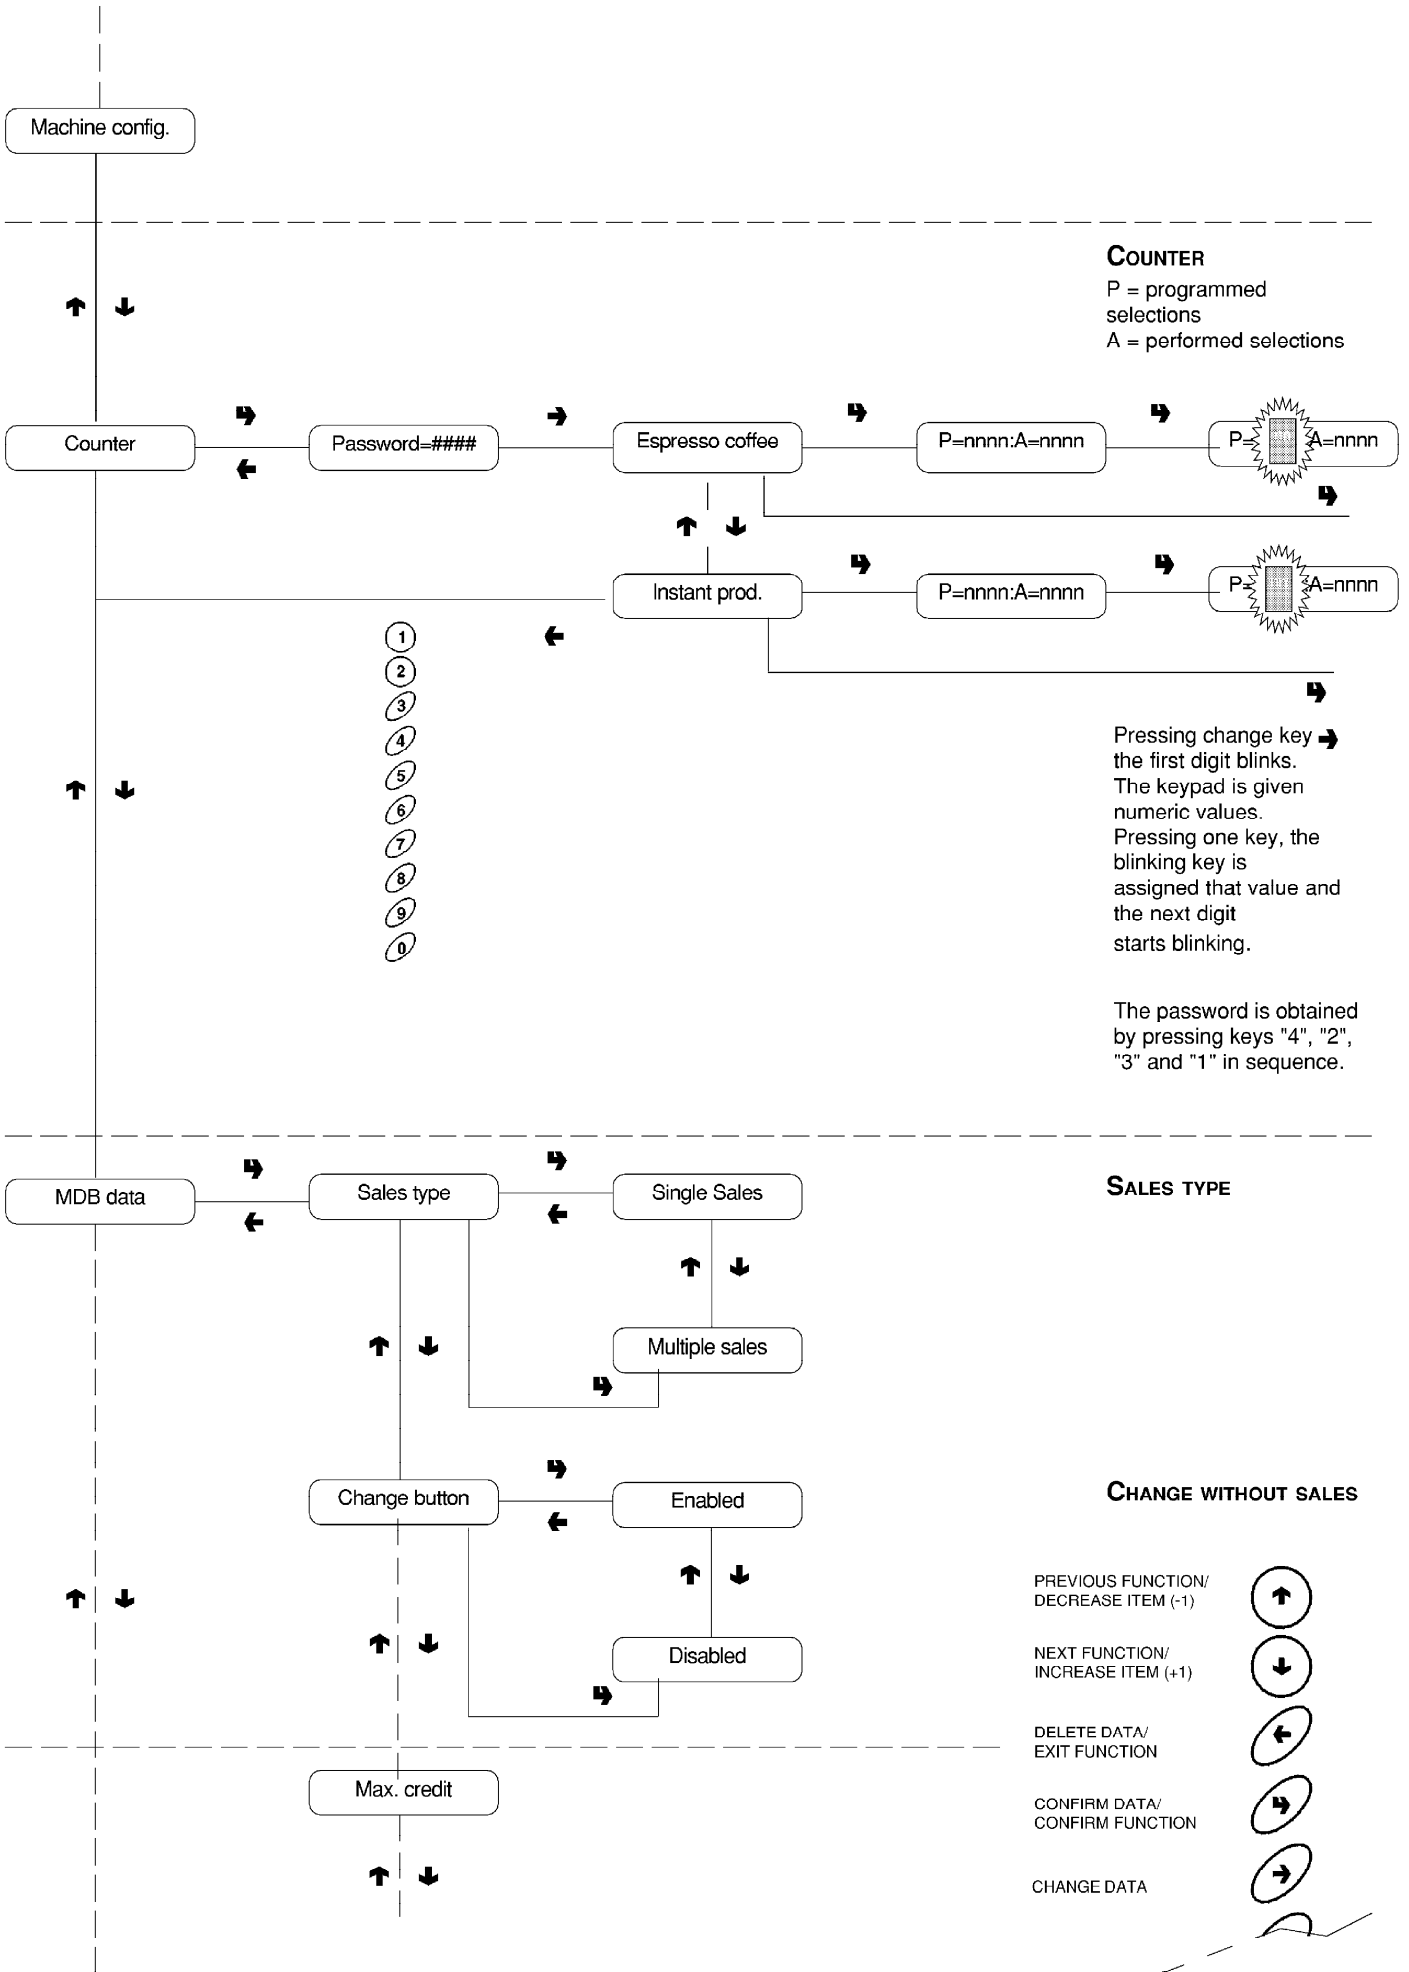 Machine config.
COUNTER
P = programmed
selections
A = performed selections
Counter
Password=####
Espresso coffee
P=nnnn:A=nnnn
P= A=nnnn
Instant prod.
P=nnnn:A=nnnn
P= :A=nnnn
1
2
3
4
5
6
7
8
9
0
Pressing change key
the first digit blinks.
The keypad is given
numeric values.
Pressing one key, the
blinking key is
assigned that value and
the next digit
starts blinking.
The password is obtained
by pressing keys "4", "2",
"3" and "1" in sequence.
MDB data
Sales type
Single Sales
SALES TYPE
Multiple sales
Change button
Enabled
CHANGE WITHOUT SALES
Disabled
Max. credit
PREVIOUS FUNCTION/
DECREASE ITEM (-1)
NEXT FUNCTION/
INCREASE ITEM (+1)
DELETE DATA/
EXIT FUNCTION
CONFIRM DATA/
CONFIRM FUNCTION
CHANGE DATA